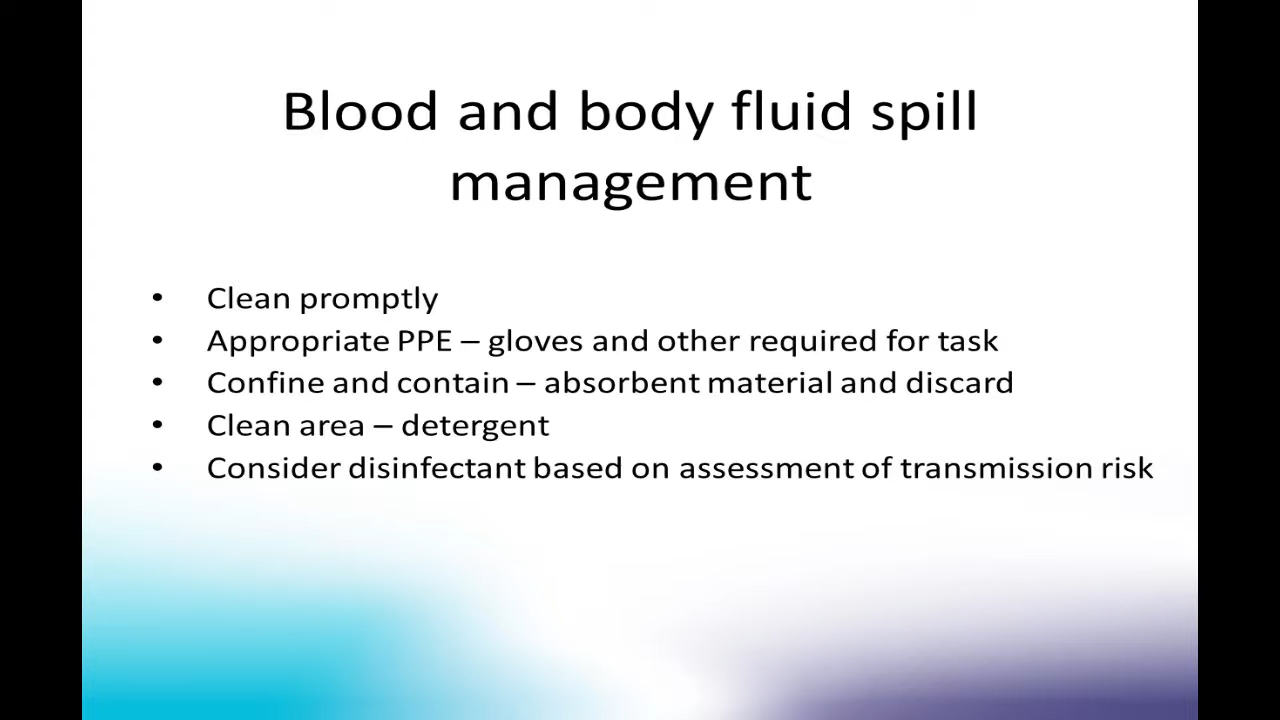 Blood and body fluid spill
management
• Clean promptly
• Appropriate PPE – gloves and other required for task
• Confine and contain – absorbent material and discard
• Clean area – detergent
• Consider disinfectant based on assessment of transmission risk